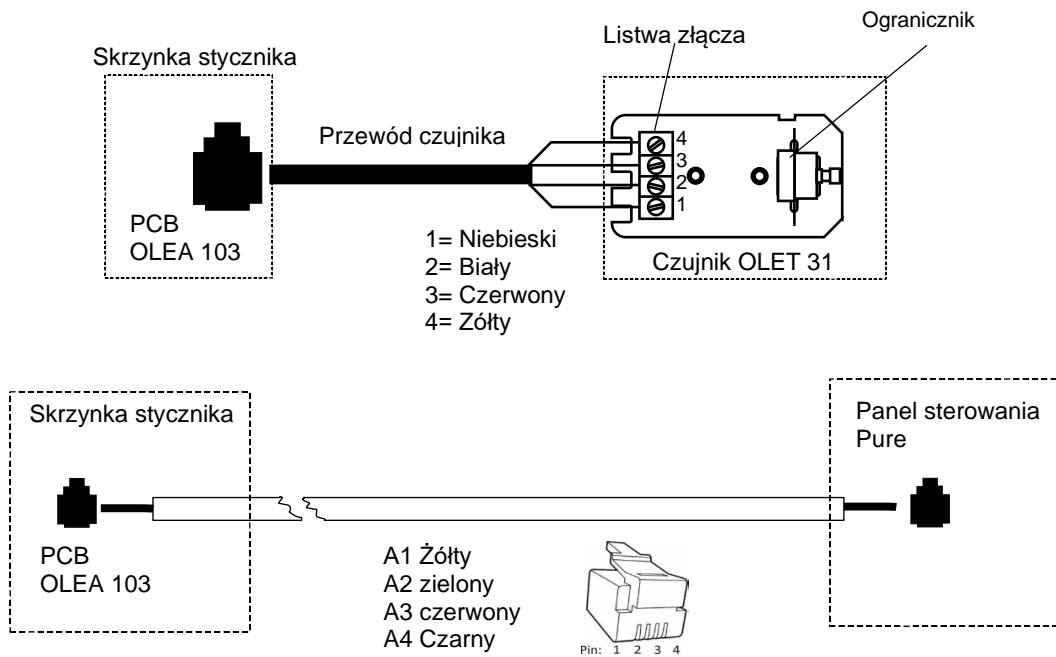 Ogranicznik
Listwa złącza
Skrzynka stycznika
Przewód czujnika
4
3
2
1
PCB
OLEA 103
1= Niebieski
2= Biały
3= Czerwony
4= Zółty
Czujnik OLET 31
Skrzynka stycznika
Panel sterowania
Pure
PCB
OLEA 103
A1 Żółty
A2 zielony
A3 czerwony
A4 Czarny
Pin: 1 2 3 4